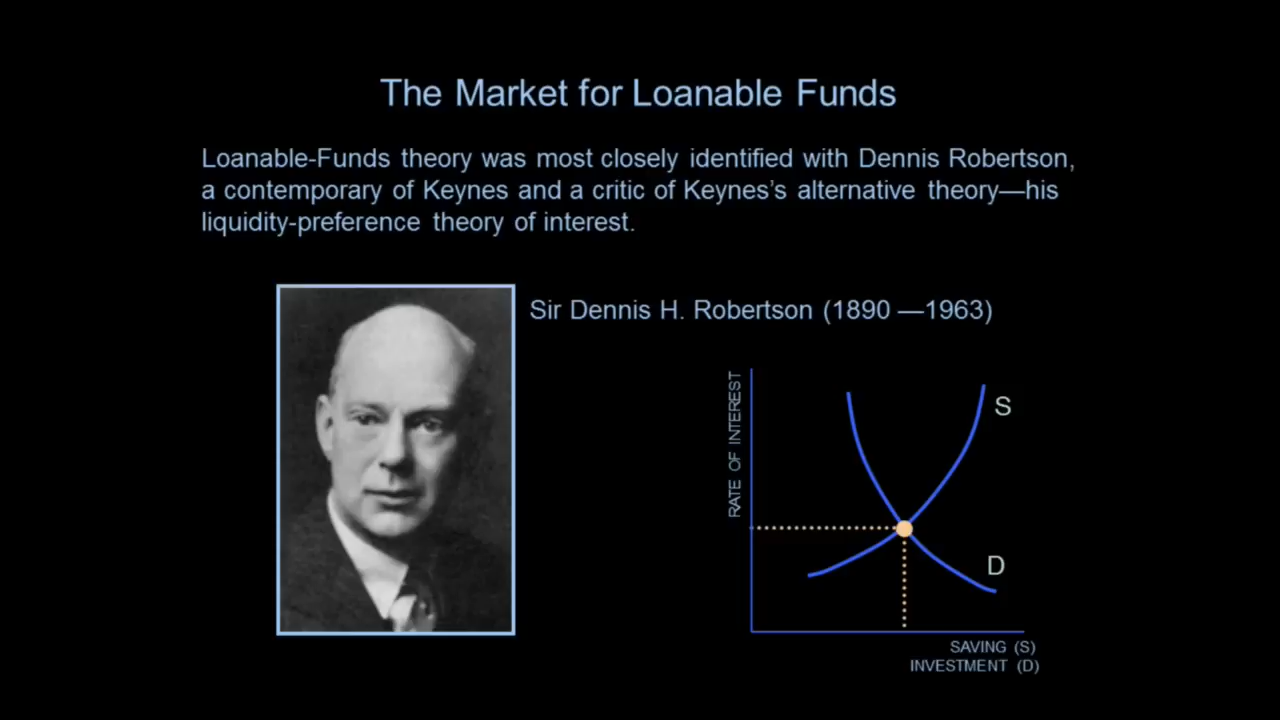 The Market for Loanable Funds
Loanable-Funds theory was most closely identified with Dennis Robertson,
a contemporary of Keynes and a critic of Keynes’s alternative theory—his
liquidity-preference theory of interest.
Sir Dennis H. Robertson (1890 —1963)
RATE OF INTEREST
S
D
SAVING (S)
INVESTMENT (D)